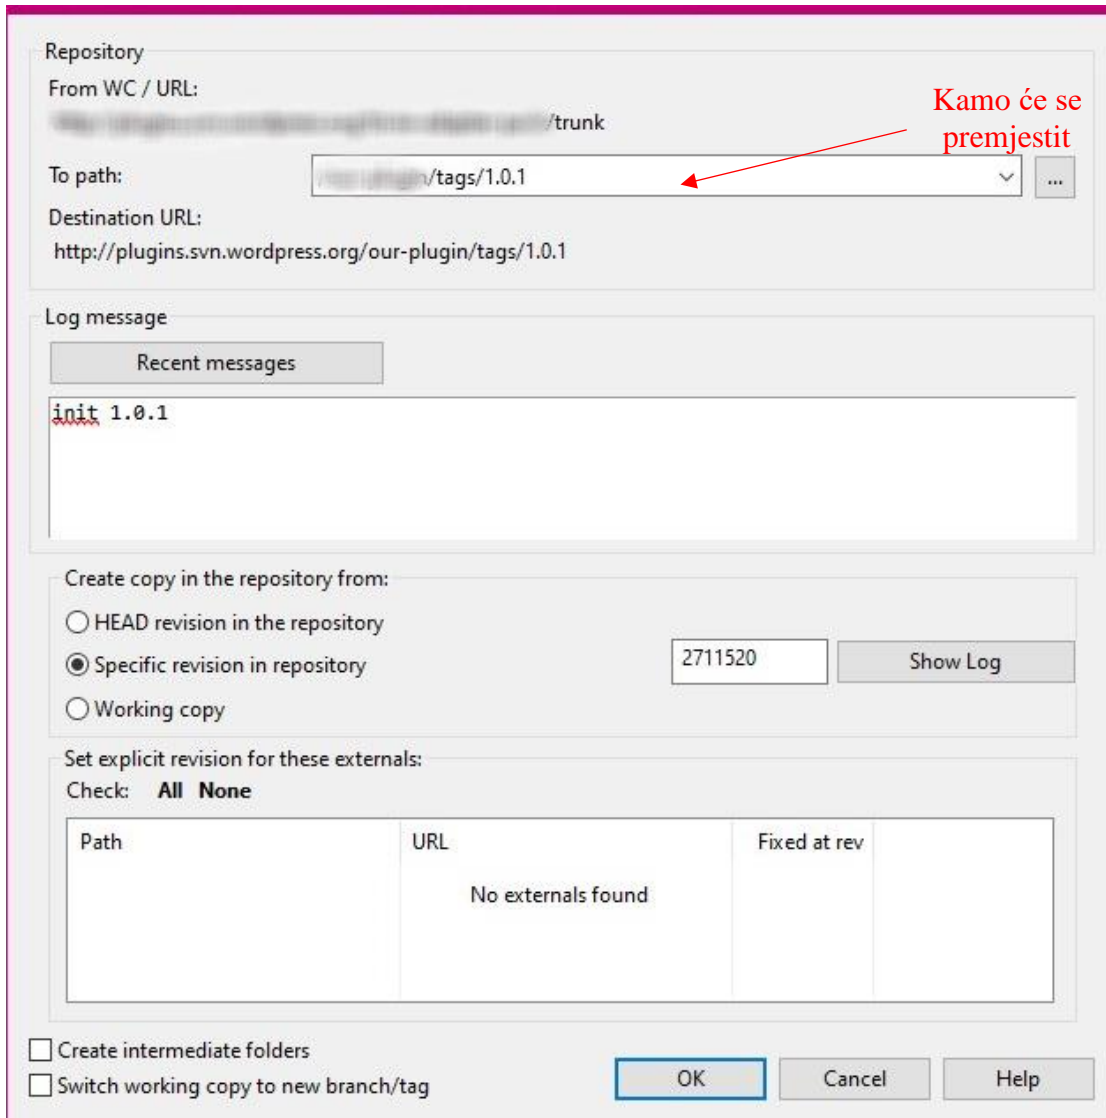 Repository
From WC / URL:
/trunk
Kamo će se
premjestit
To path:
/tags/1.0.1
...
Destination URL:
http://plugins.svn.wordpress.org/our-plugin/tags/1.0.1
Log message
Recent messages
init 1.0.1
Create copy in the repository from:
HEAD revision in the repository
Specific revision in repository
2711520
Show Log
Working copy
Set explicit revision for these externals:
Check: All None
Path URL Fixed at rev
No externals found
Create intermediate folders
Switch working copy to new branch/tag
OK Cancel Help